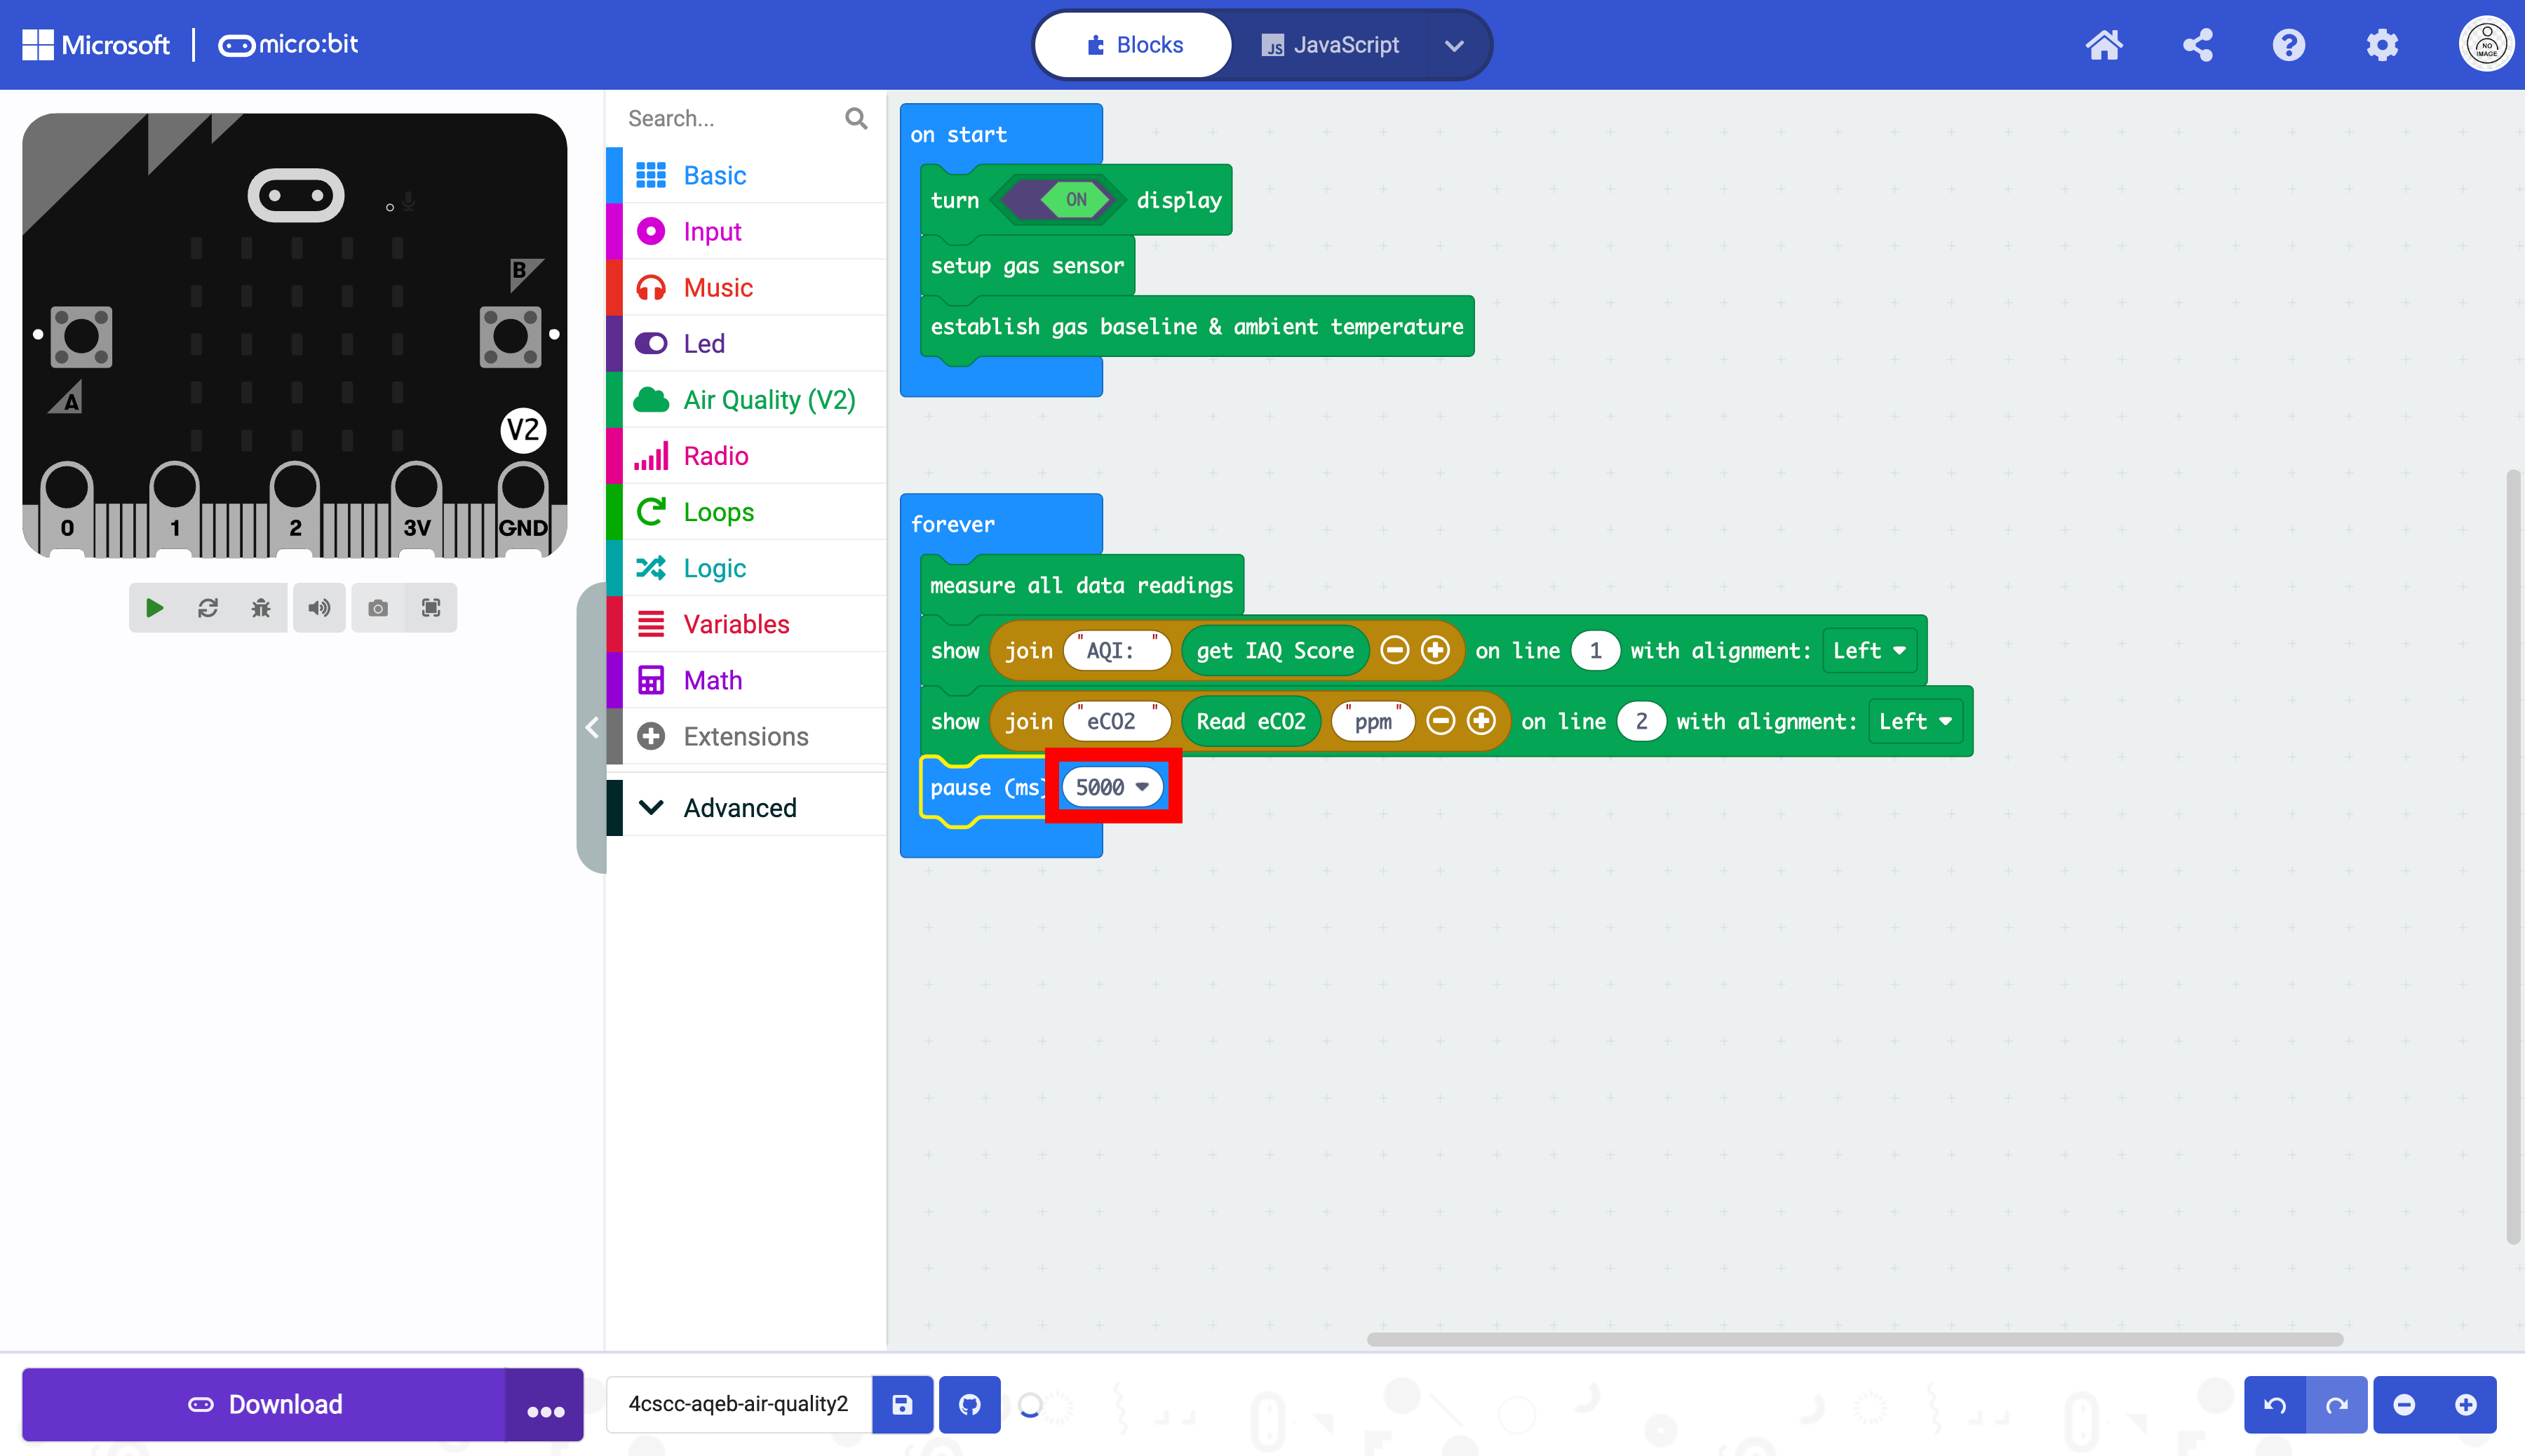 Microsoft | micro:bit
Blocks
JavaScript
JS
NO
IMAGE
B
A
V2
0 1 2 3V GND
Search...
Basic
Input
Music
Led
Air Quality (V2)
Radio
Loops
Logic
Variables
Math
Extensions
Advanced
on start
turn ON display
setup gas sensor
establish gas baseline & ambient temperature
forever
measure all data readings
show join "AQI: " get IAQ Score on line 1 with alignment: Left
show join "eCO2 " Read eCO2 "ppm" on line 2 with alignment: Left
pause (ms) 5000
Download
4cscc-aqeb-air-quality2